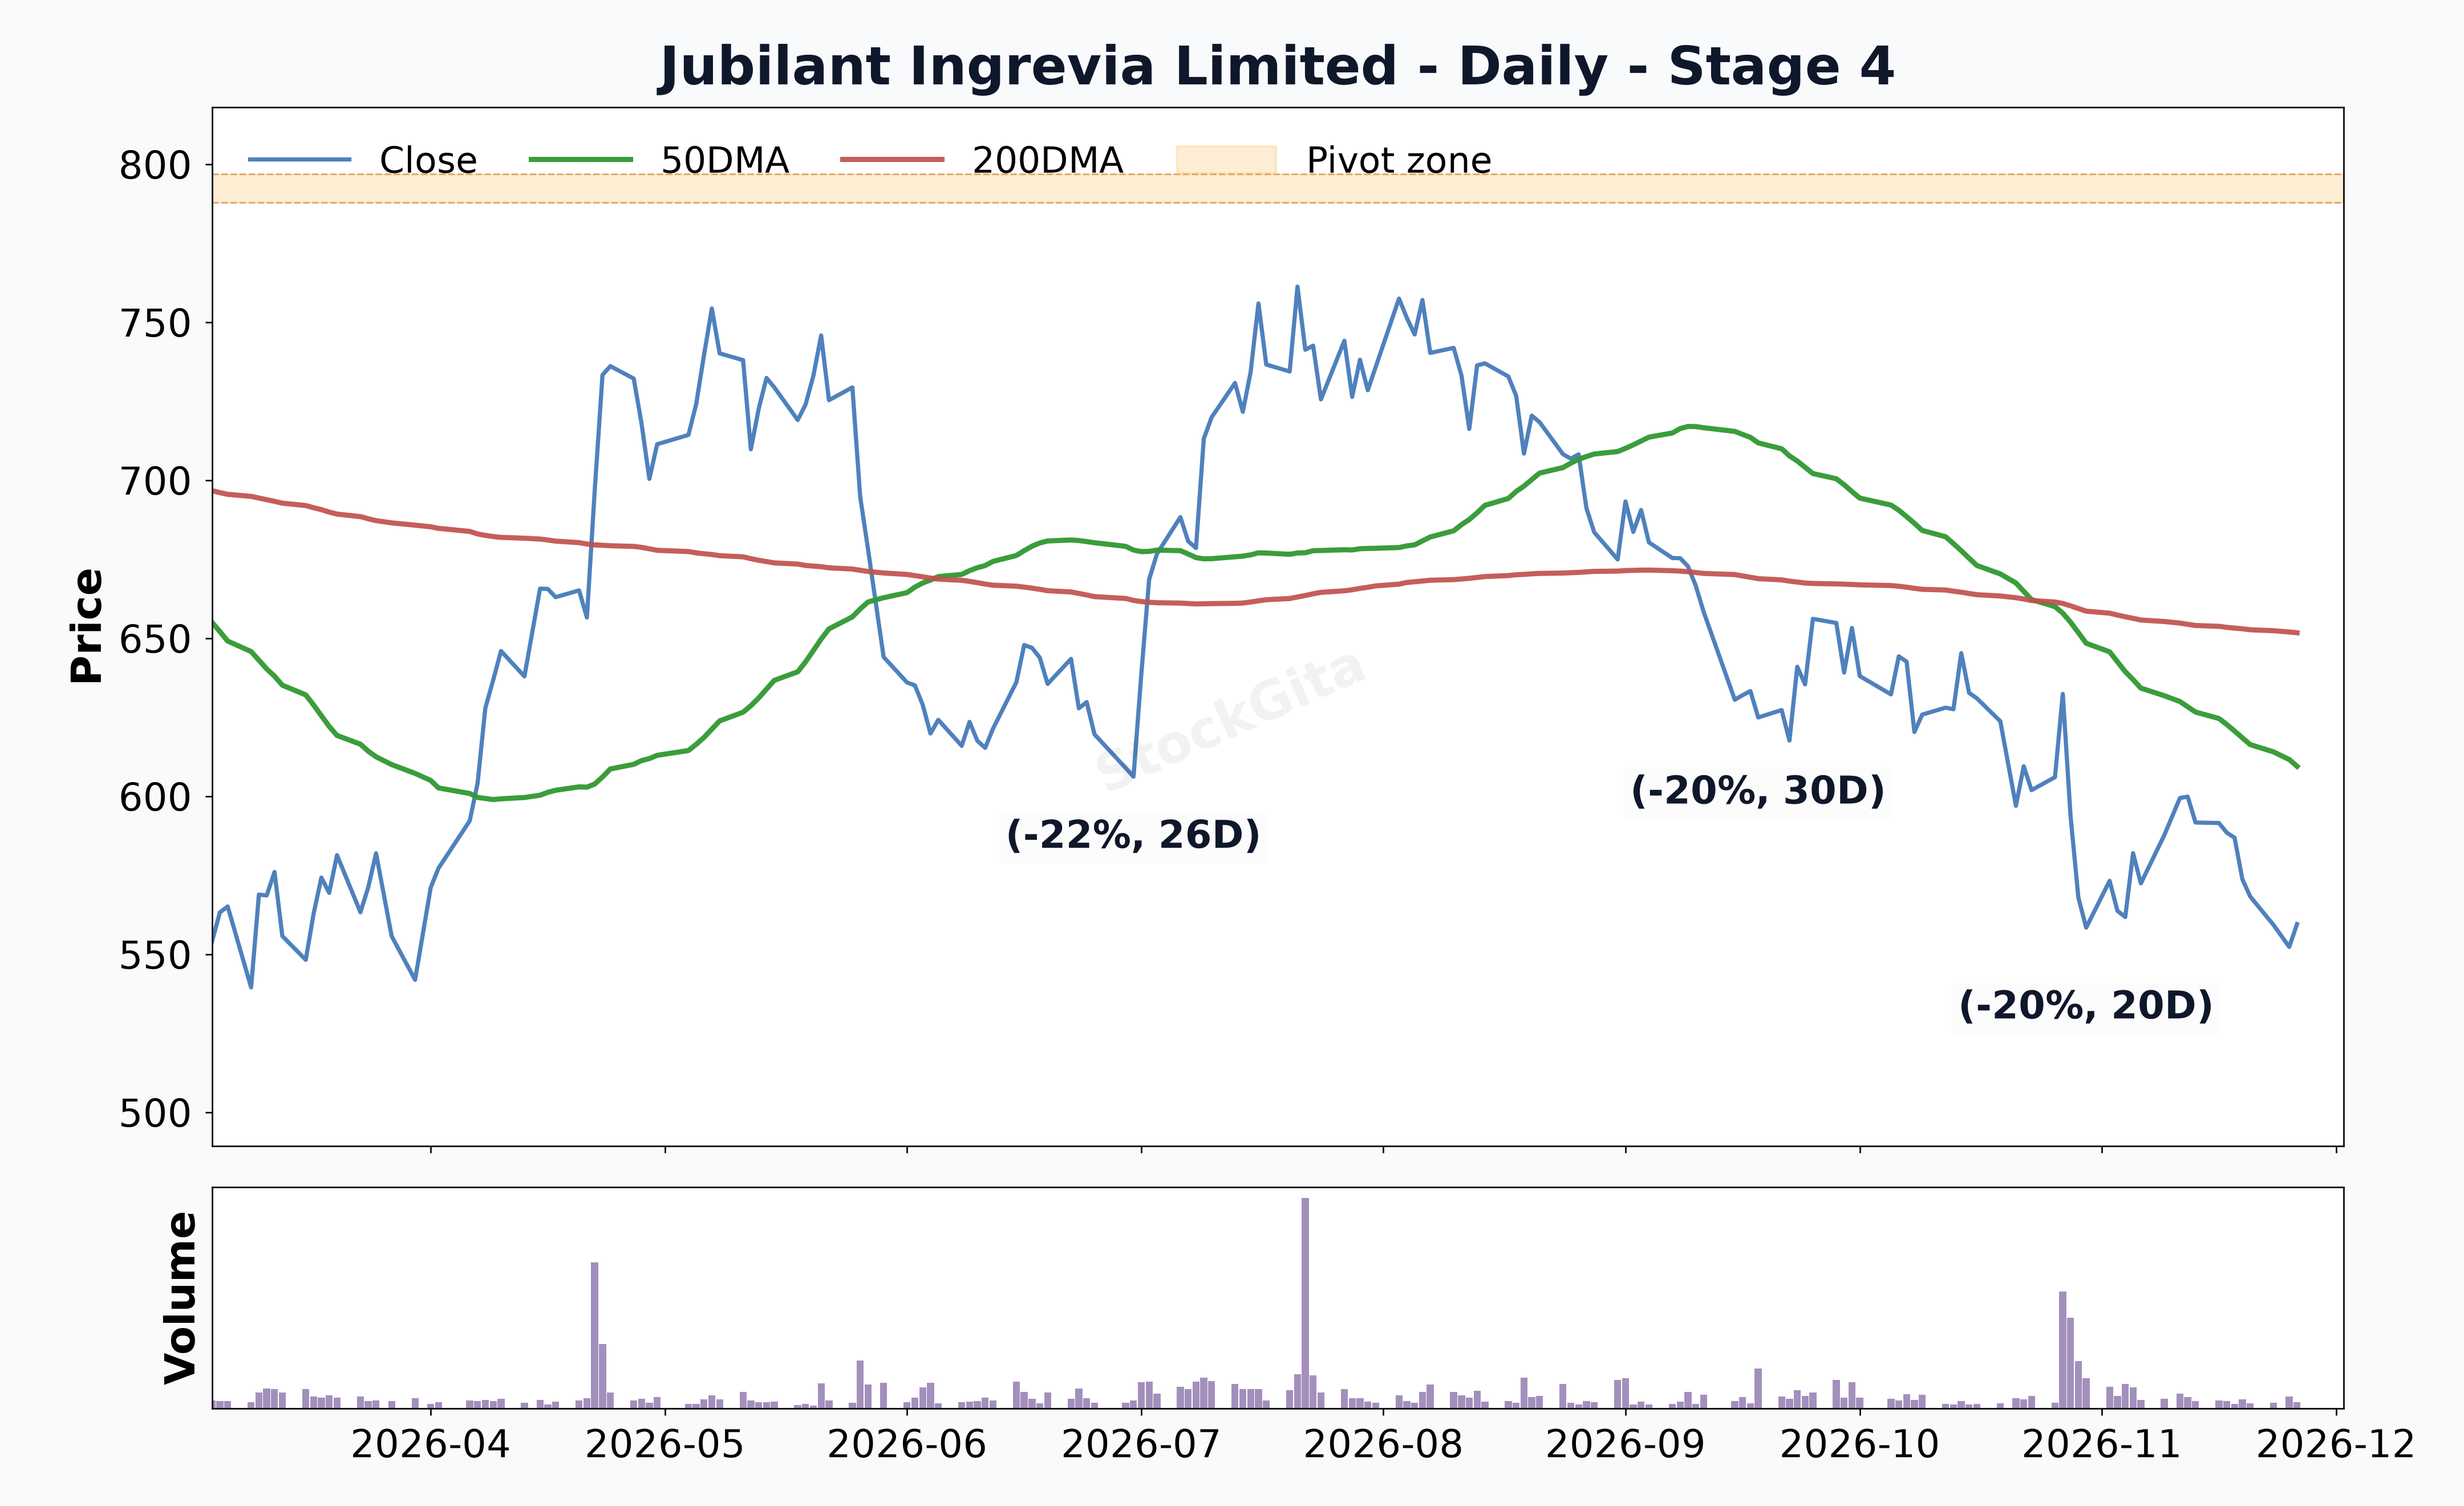 Jubilant Ingrevia Limited - Daily - Stage 4
Close 50DMA 200DMA Pivot zone
800
750
700
650
600
550
500
Price
StockGita
(-22%, 26D)
(-20%, 30D)
(-20%, 20D)
Volume
2026-04 2026-05 2026-06 2026-07 2026-08 2026-09 2026-10 2026-11 2026-12